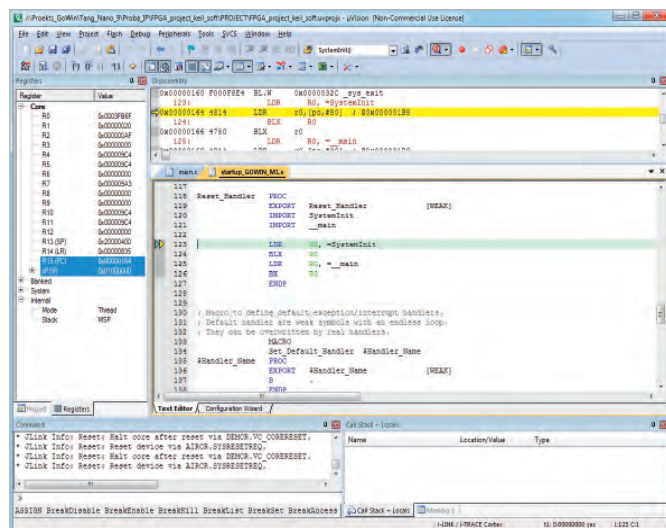 \\Proekts_GoWin\Tang_Nano_9\Proba_JP\FPGA_project_keil_soft\PROJECT\FPGA_project_keil_soft.uvprojx - µVision [Non-Commercial Use License]
File Edit View Project Flash Debug Peripherals Tools SVCS Window Help
SystemInit()
Registers
Register Value
Core
R0 0x0003FB6F
R1 0x00000020
R2 0x000000AF
R3 0x00000000
R4 0x000009C4
R5 0x000009C4
R6 0x00000000
R7 0x000009A3
R8 0x00000000
R9 0x00000000
R10 0x000009C4
R11 0x000009C4
R12 0x00000000
R13 (SP) 0x20000400
R14 (LR) 0x00000835
R15 (PC) 0x00000164
xPSR 0x01000000
Banked
System
Internal
Mode Thread
Stack MSP
Project Registers
Disassembly
0x00000160 F000F8E4 BL.W 0x0000032C _sys_exit
123: LDR R0, =SystemInit
0x00000164 4814 LDR r0,[pc,#80] ; @0x000001B8
124: BLX R0
0x00000166 4780 BLX r0
125: LDR R0, =__main
main.c startup_GOWIN_M1.s
117
118 Reset_Handler PROC
119 EXPORT Reset_Handler [WEAK]
120 IMPORT SystemInit
121 IMPORT __main
122
123 LDR R0, =SystemInit
124 BLX R0
125 LDR R0, =__main
126 BX R0
127 ENDP
128
129
130 ; Macro to define default exception/interrupt handlers.
131 ; Default handler are weak symbols with an endless loop.
132 ; They can be overwritten by real handlers.
133 MACRO
134 Set_Default_Handler $Handler_Name
135 $Handler_Name PROC
136 EXPORT $Handler_Name [WEAK]
137 B .
138 ENDP
Text Editor Configuration Wizard
Command
* JLink Info: Reset: Halt core after reset via DEMCR.VC_CORERESET.
* JLink Info: Reset: Reset device via AIRCR.SYSRESETREQ.
* JLink Info: Reset: Halt core after reset via DEMCR.VC_CORERESET.
* JLink Info: Reset: Reset device via AIRCR.SYSRESETREQ.
>
ASSIGN BreakDisable BreakEnable BreakKill BreakList BreakSet BreakAccess
Call Stack + Locals
Name Location/Value Type
Call Stack + Locals Memory 1
J-LINK / J-TRACE Cortex t1: 0.00000000 sec L:123 C:1